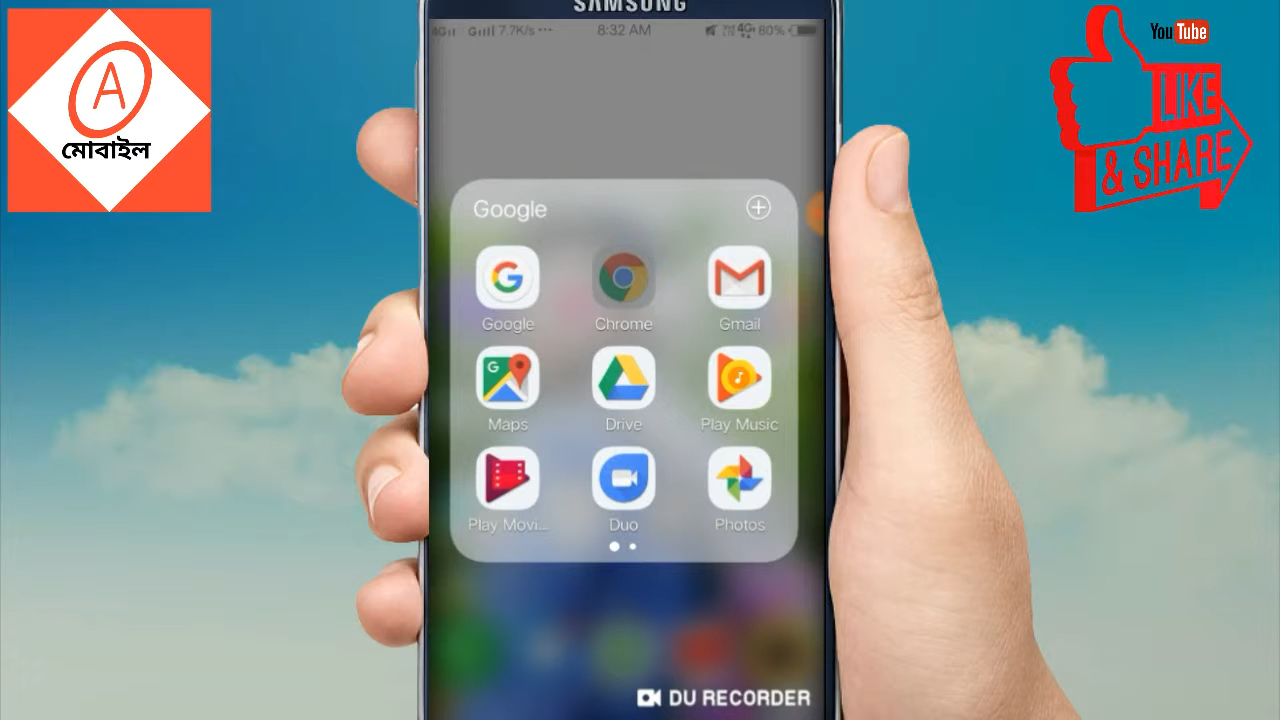 SAMSUNG
7.7K/s ••• 8:32 AM 4G 80%
A
মোবাইল
You Tube
LIKE
& SHARE
Google
Google Chrome Gmail
Maps Drive Play Music
Play Movi... Duo Photos
DU RECORDER